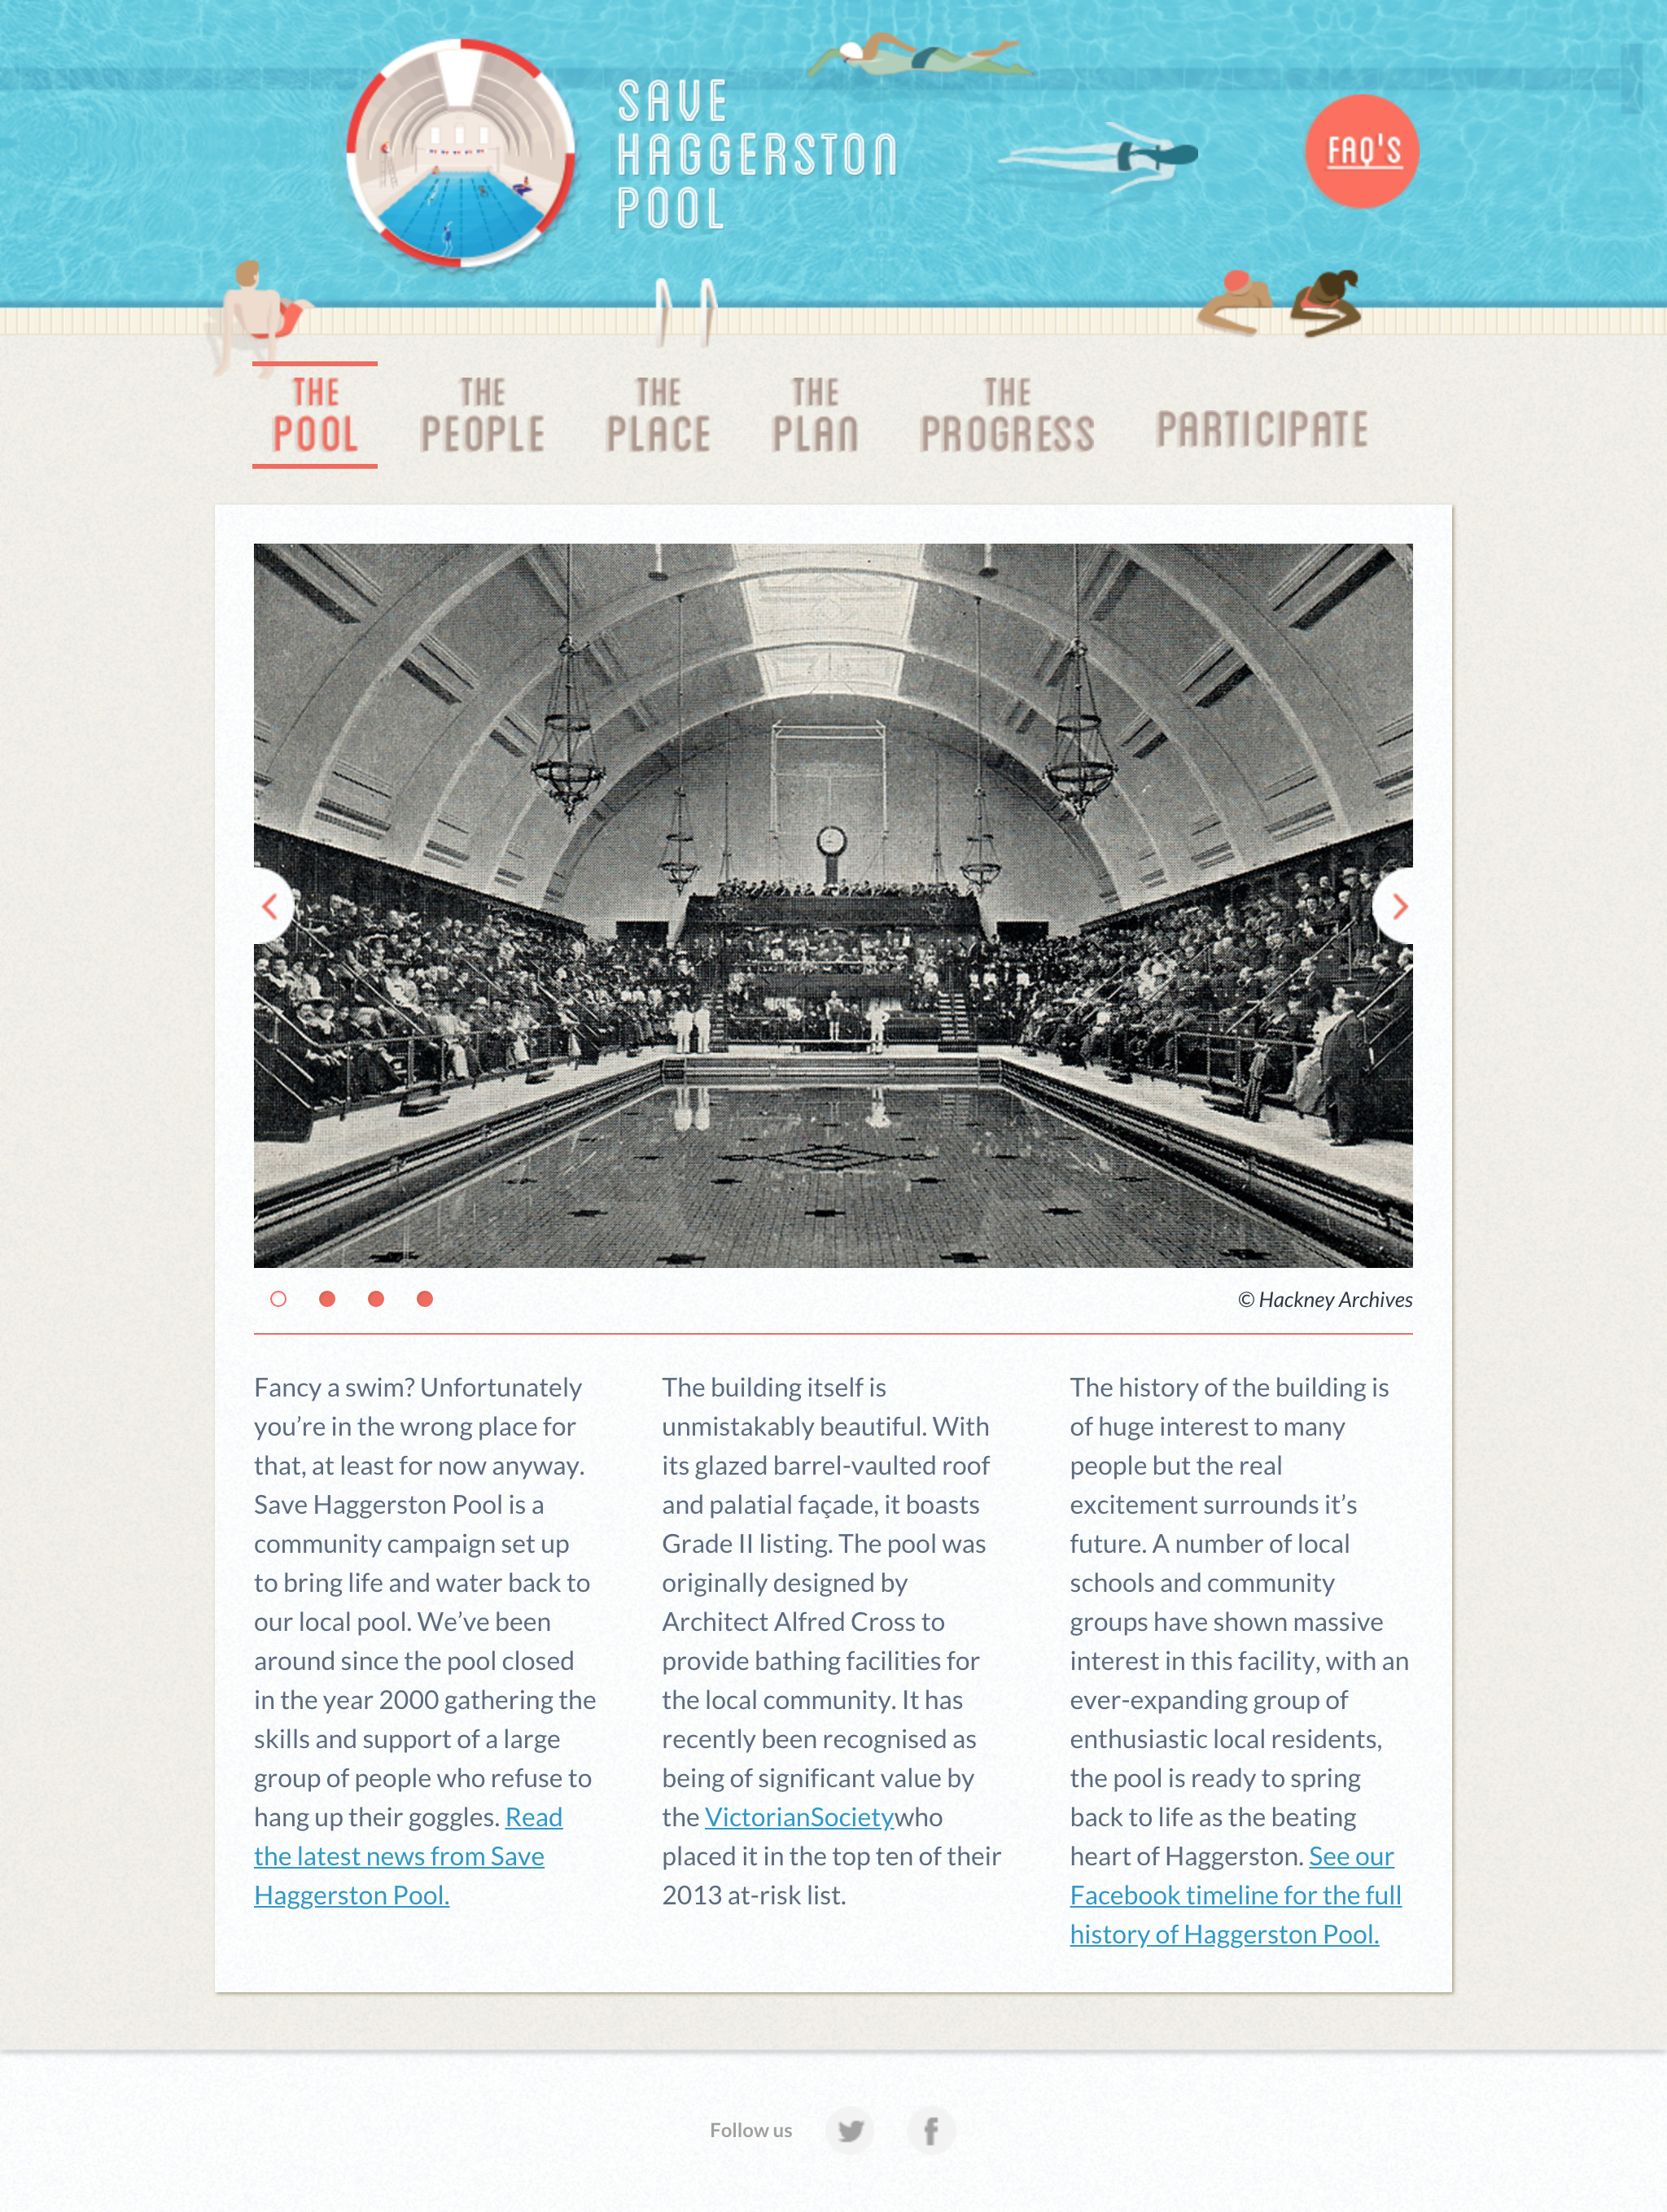 SAVE
HAGGERSTON
POOL
FAQ'S
THE
POOL
THE
PEOPLE
THE
PLACE
THE
PLAN
THE
PROGRESS
PARTICIPATE
© Hackney Archives
Fancy a swim? Unfortunately
you’re in the wrong place for
that, at least for now anyway.
Save Haggerston Pool is a
community campaign set up
to bring life and water back to
our local pool. We’ve been
around since the pool closed
in the year 2000 gathering the
skills and support of a large
group of people who refuse to
hang up their goggles. Read
the latest news from Save
Haggerston Pool.
The building itself is
unmistakably beautiful. With
its glazed barrel-vaulted roof
and palatial façade, it boasts
Grade II listing. The pool was
originally designed by
Architect Alfred Cross to
provide bathing facilities for
the local community. It has
recently been recognised as
being of significant value by
the VictorianSocietywho
placed it in the top ten of their
2013 at-risk list.
The history of the building is
of huge interest to many
people but the real
excitement surrounds it’s
future. A number of local
schools and community
groups have shown massive
interest in this facility, with an
ever-expanding group of
enthusiastic local residents,
the pool is ready to spring
back to life as the beating
heart of Haggerston. See our
Facebook timeline for the full
history of Haggerston Pool.
Follow us